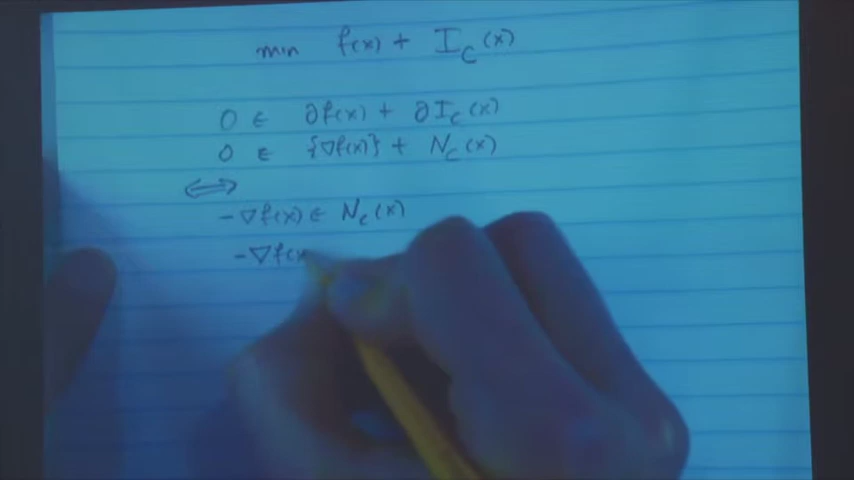 min f(x) + I_C(x)
0 ∈ ∂f(x) + ∂I_C(x)
0 ∈ {∇f(x)} + N_C(x)
⟺
-∇f(x) ∈ N_C(x)
-∇f(x